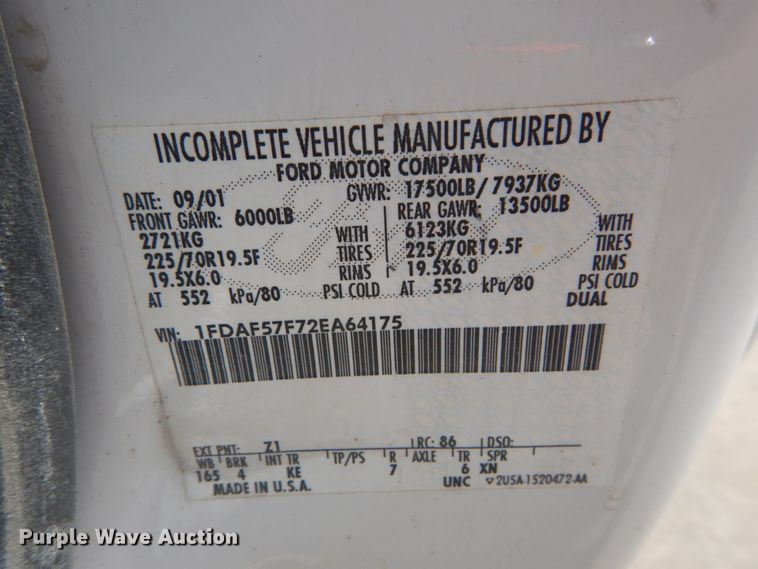 INCOMPLETE VEHICLE MANUFACTURED BY
FORD MOTOR COMPANY
DATE: 09/01 GVWR: 17500LB/ 7937KG
FRONT GAWR: 6000LB REAR GAWR: 13500LB
2721KG WITH 6123KG WITH
225/70R19.5F TIRES 225/70R19.5F TIRES
19.5X6.0 RIMS 19.5X6.0 RIMS
AT 552 kPa/80 PSI COLD AT 552 kPa/80 PSI COLD
DUAL
VIN: 1FDAF57F72EA64175
EXT PNT: Z1 RC: 86 DSO:
WB BRK INT TR TP/PS R AXLE TR SPR
165 4 KE 7 6 XN
MADE IN U.S.A. UNC 2U5A-1520472-AA
Purple Wave Auction